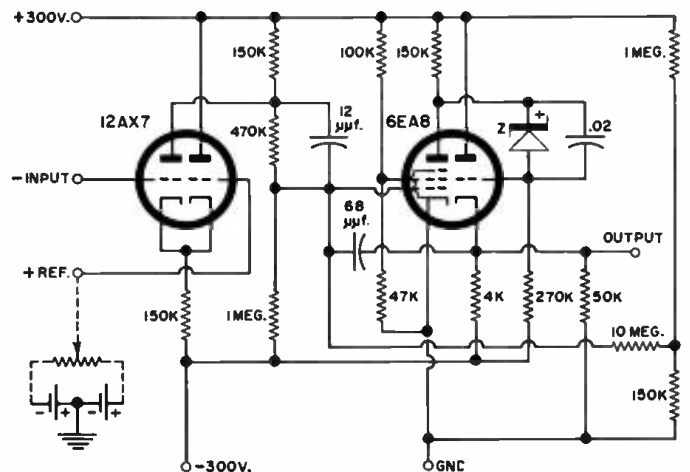 +300V.
150K
100K
150K
1 MEG.
12AX7
470K
12
μμf.
6EA8
Z
+
.02
-INPUT
68
μμf.
OUTPUT
+ REF.
150K
1 MEG.
47K
4K
270K
50K
10 MEG.
150K
- + - +
-300V.
GND